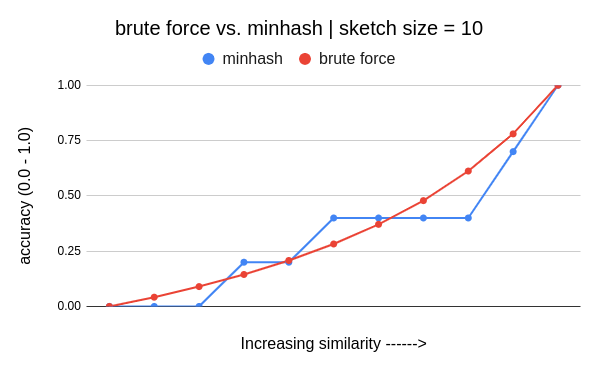 brute force vs. minhash | sketch size = 10
minhash brute force
1.00
0.75
0.50
0.25
0.00
accuracy (0.0 - 1.0)
Increasing similarity ------>